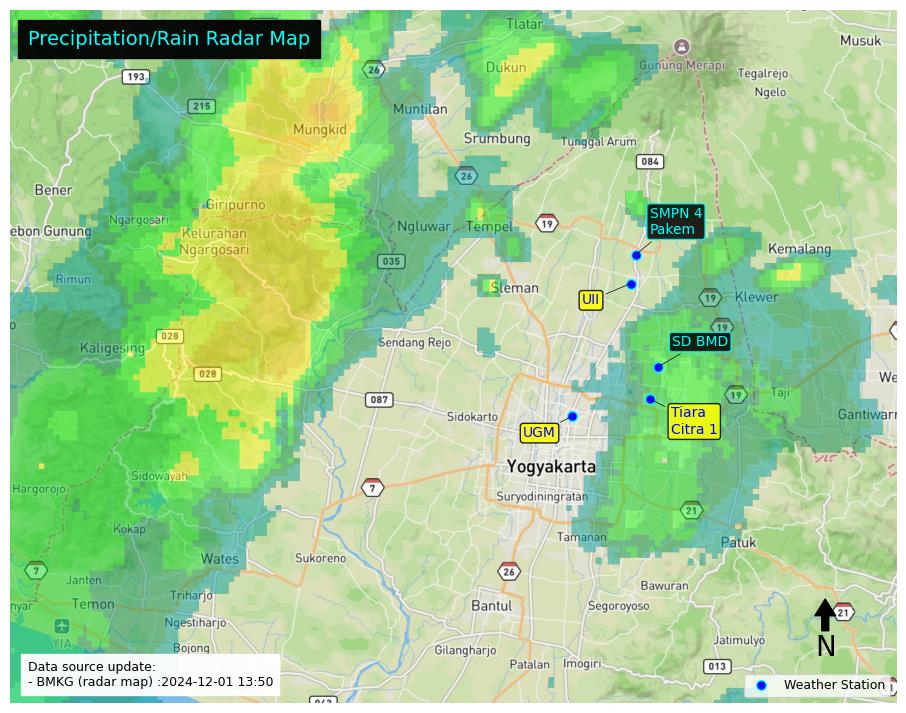 Precipitation/Rain Radar Map
Tlatar
Musuk
26
193
Dukun
Gunung Merapi
Tegalrejo
Ngelo
215
Muntilan
Mungkid
Srumbung
Tunggal Arum
084
26
Bener
Giripurno
SMPN 4
Pakem
Ngargosari
Ngluwar
Tempel
19
ebon Gunung
Kelurahan
Ngargosari
Kemalang
035
Rimun
Sleman
UII
19
Klewer
19
028
Kaligesing
Sendang Rejo
SD BMD
028
We
19
Taji
087
Sidokarto
Tiara
Citra 1
Gantiwarn
UGM
Yogyakarta
Sidowayah
7
Hargorojo
Suryodiningratan
21
Kokap
Tamanan
Patuk
Wates
Sukoreno
7
26
Janten
Bawuran
nyar
Temon
Triharjo
Bantul
Segoroyoso
21
Ngestiharjo
YIA
N
Bojong
Gilangharjo
Jatimulyo
Patalan
Imogiri
013
Data source update:
- BMKG (radar map) :2024-12-01 13:50
Weather Station